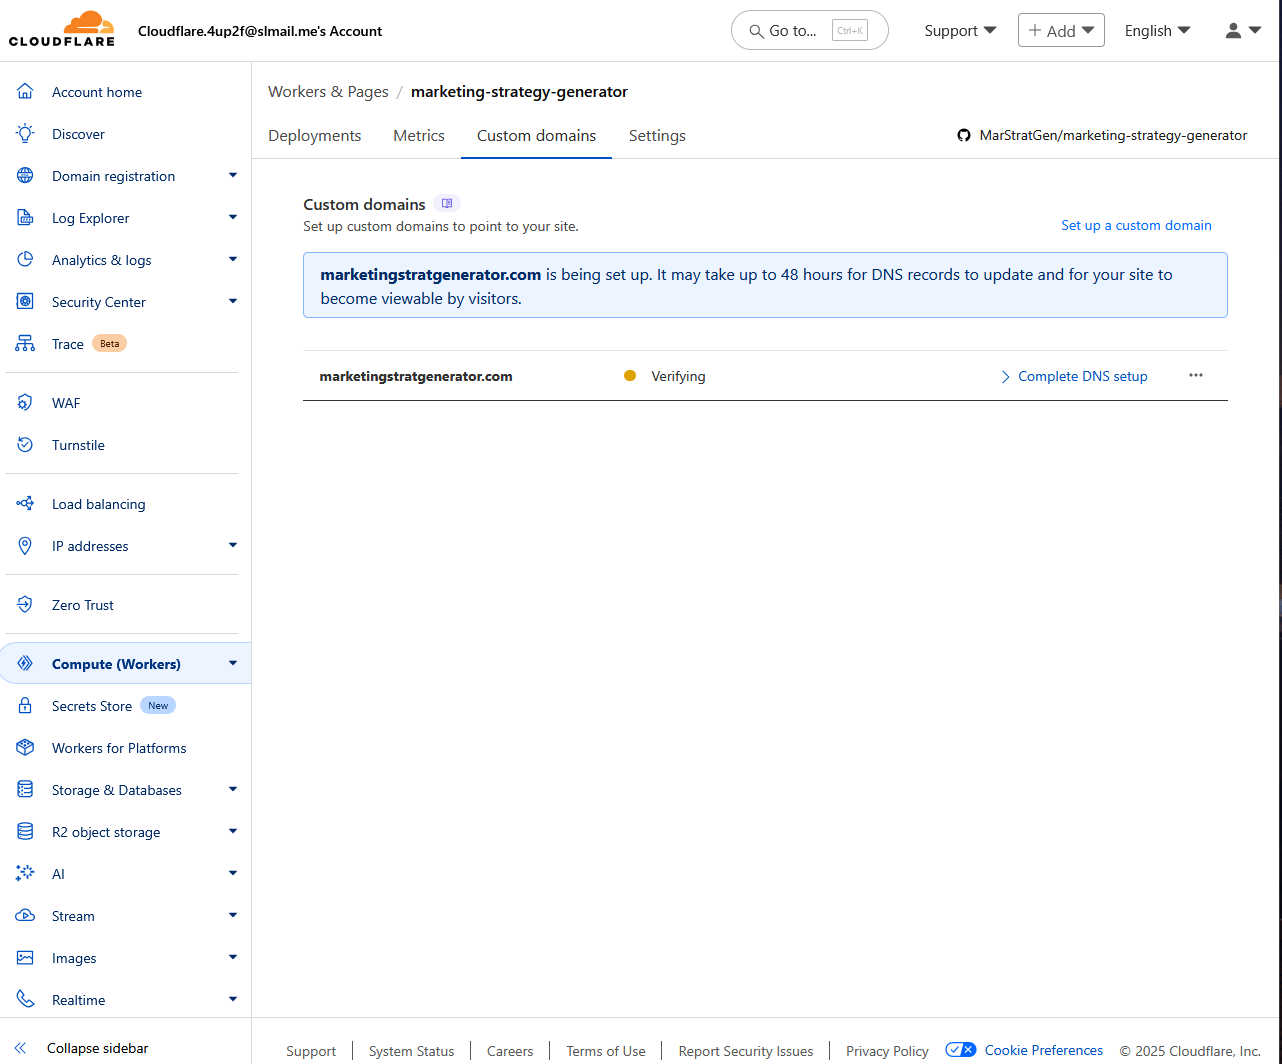 CLOUDFLARE
Cloudflare.4up2f@slmail.me's Account
Go to... Ctrl+K
Support
Add
English
Account home
Discover
Domain registration
Log Explorer
Analytics & logs
Security Center
Trace Beta
WAF
Turnstile
Load balancing
IP addresses
Zero Trust
Compute (Workers)
Secrets Store New
Workers for Platforms
Storage & Databases
R2 object storage
AI
Stream
Images
Realtime
Collapse sidebar
Workers & Pages / marketing-strategy-generator
Deployments Metrics Custom domains Settings
MarStratGen/marketing-strategy-generator
Custom domains
Set up custom domains to point to your site.
Set up a custom domain
marketingstratgenerator.com is being set up. It may take up to 48 hours for DNS records to update and for your site to
become viewable by visitors.
marketingstratgenerator.com Verifying Complete DNS setup
Support System Status Careers Terms of Use Report Security Issues Privacy Policy Cookie Preferences © 2025 Cloudflare, Inc.